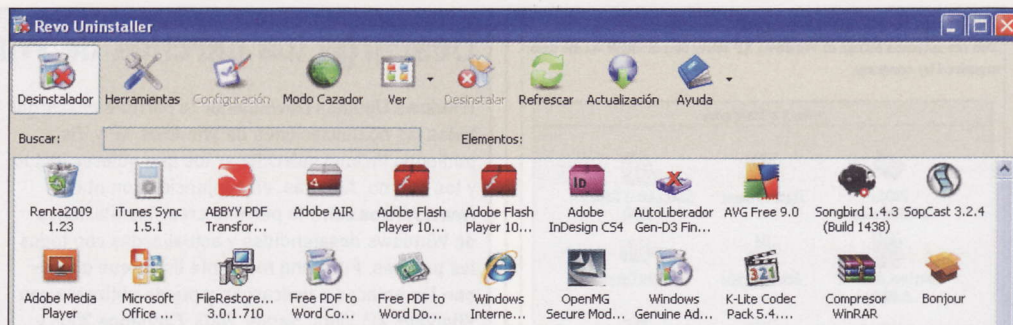 Revo Uninstaller
Desinstalador Herramientas Configuración Modo Cazador Ver Desinstalar Refrescar Actualización Ayuda
Buscar: Elementos:
Renta2009 1.23
iTunes Sync 1.5.1
ABBYY PDF Transfor...
Adobe AIR
Adobe Flash Player 10...
Adobe Flash Player 10...
Adobe InDesign CS4
AutoLiberador Gen-D3 Fin...
AVG Free 9.0
Songbird 1.4.3 (Build 1438)
SopCast 3.2.4
Adobe Media Player
Microsoft Office ...
FileRestore... 3.0.1.710
Free PDF to Word Co...
Free PDF to Word Do...
Windows Interne...
OpenMG Secure Mod...
Windows Genuine Ad...
K-Lite Codec Pack 5.4....
Compresor WinRAR
Bonjour